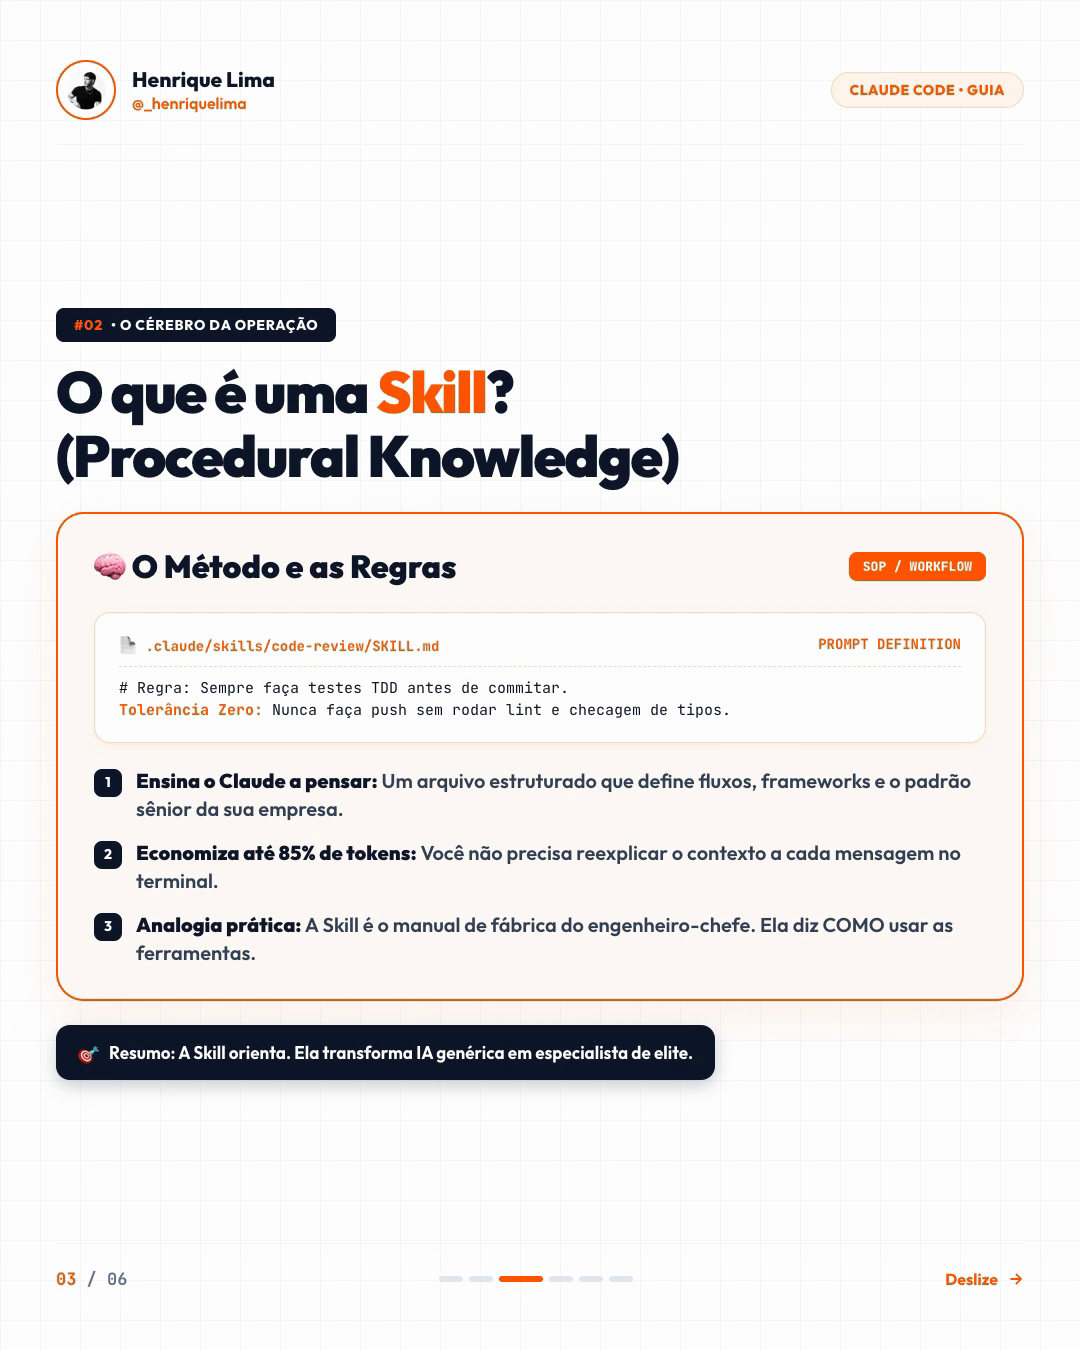 Henrique Lima
@_henriquelima
CLAUDE CODE • GUIA
#02 • O CÉREBRO DA OPERAÇÃO
O que é uma Skill?
(Procedural Knowledge)
O Método e as Regras
SOP / WORKFLOW
.claude/skills/code-review/SKILL.md
PROMPT DEFINITION
# Regra: Sempre faça testes TDD antes de commitar.
Tolerância Zero: Nunca faça push sem rodar lint e checagem de tipos.
1 Ensina o Claude a pensar: Um arquivo estruturado que define fluxos, frameworks e o padrão
sênior da sua empresa.
2 Economiza até 85% de tokens: Você não precisa reexplicar o contexto a cada mensagem no
terminal.
3 Analogia prática: A Skill é o manual de fábrica do engenheiro-chefe. Ela diz COMO usar as
ferramentas.
Resumo: A Skill orienta. Ela transforma IA genérica em especialista de elite.
03 / 06
Deslize →